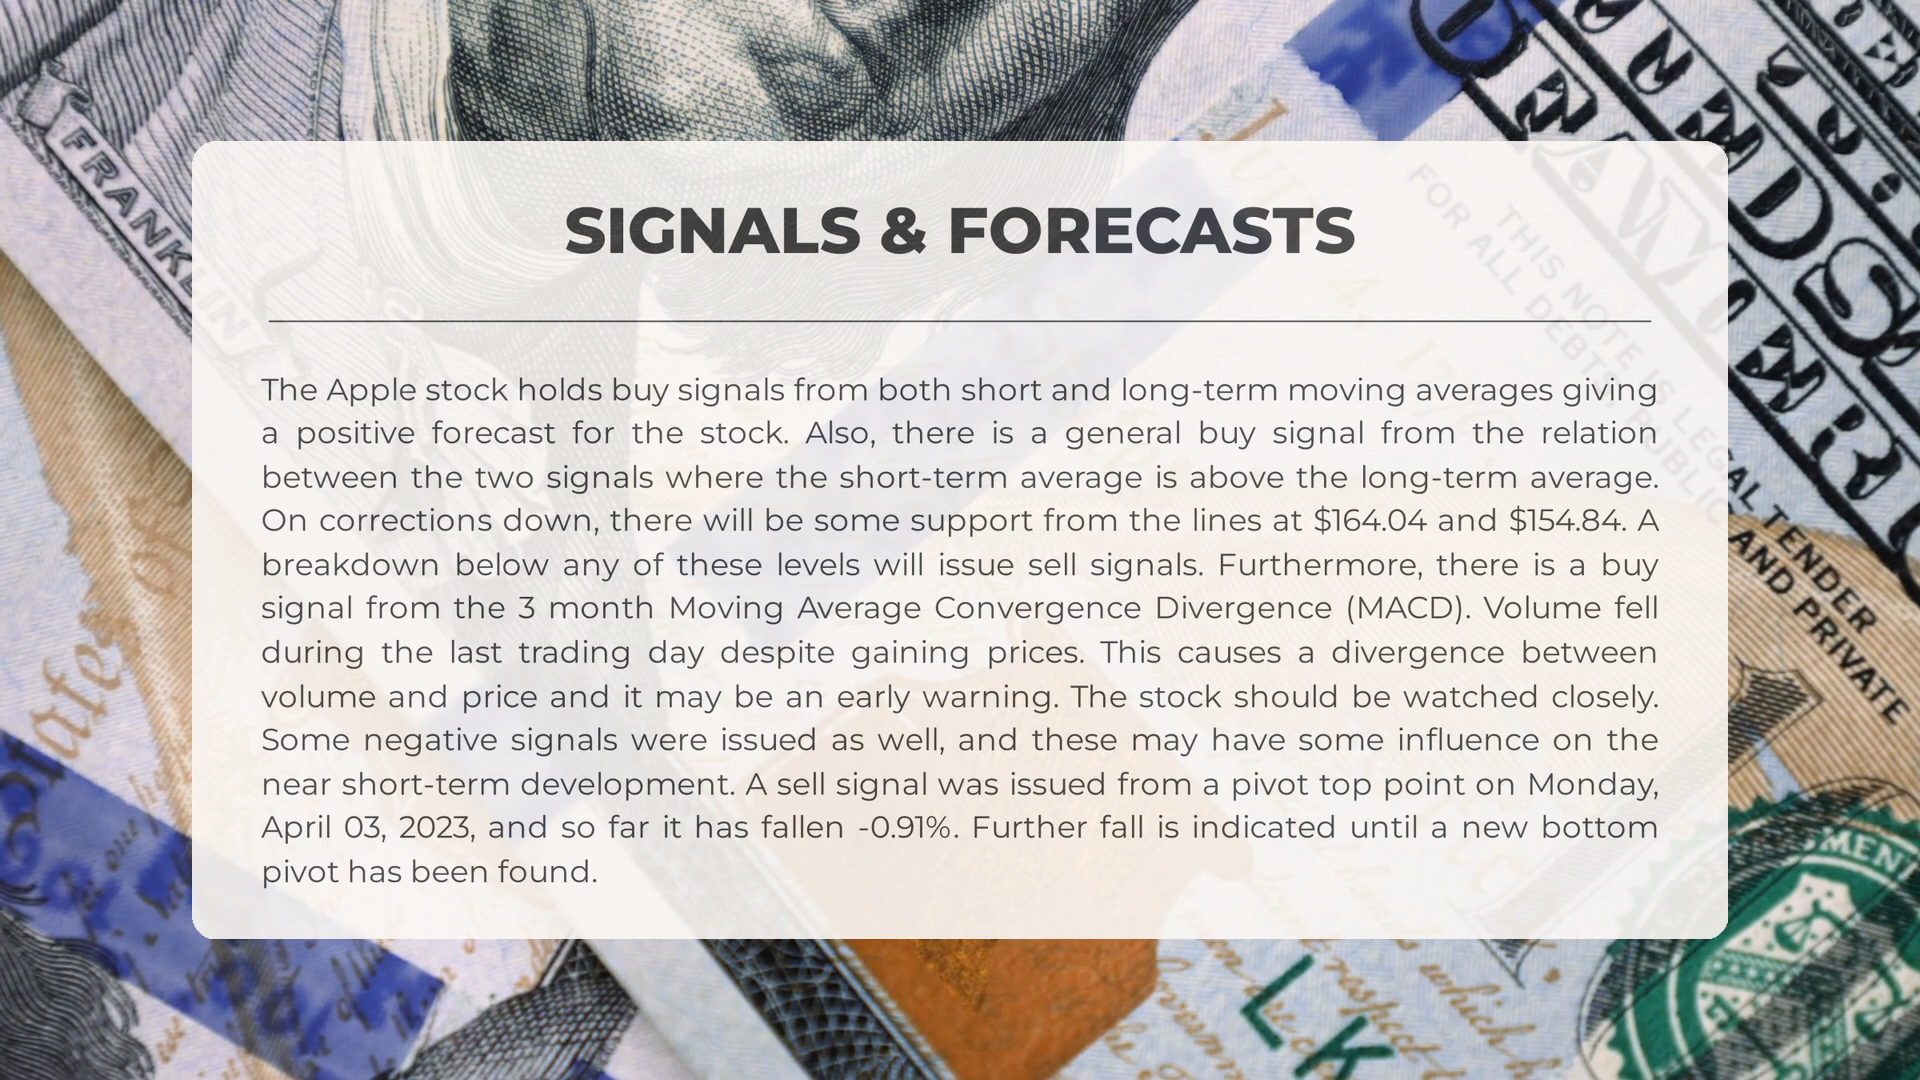 FRANKLIN
SIGNALS & FORECASTS
THIS NOTE IS LEGAL TENDER
FOR ALL DEBTS, PUBLIC AND PRIVATE
The Apple stock holds buy signals from both short and long-term moving averages giving
a positive forecast for the stock. Also, there is a general buy signal from the relation
between the two signals where the short-term average is above the long-term average.
On corrections down, there will be some support from the lines at $164.04 and $154.84. A
breakdown below any of these levels will issue sell signals. Furthermore, there is a buy
signal from the 3 month Moving Average Convergence Divergence (MACD). Volume fell
during the last trading day despite gaining prices. This causes a divergence between
volume and price and it may be an early warning. The stock should be watched closely.
Some negative signals were issued as well, and these may have some influence on the
near short-term development. A sell signal was issued from a pivot top point on Monday,
April 03, 2023, and so far it has fallen -0.91%. Further fall is indicated until a new bottom
pivot has been found.
L K